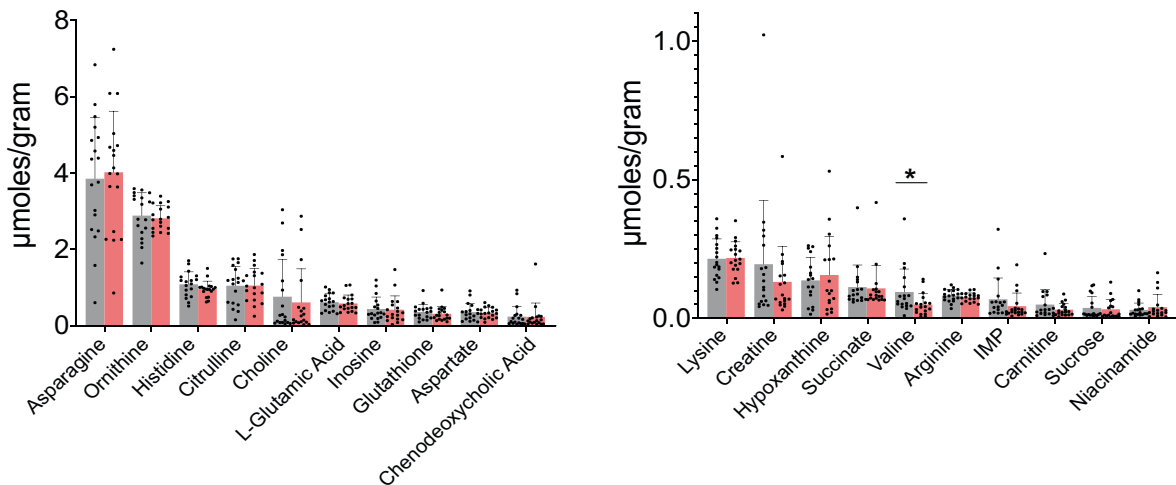 µmoles/gram
8
6
4
2
0
Asparagine
Ornithine
Histidine
Citrulline
Choline
L-Glutamic Acid
Inosine
Glutathione
Aspartate
Chenodeoxycholic Acid
µmoles/gram
1.0
0.5
0.0
*
Lysine
Creatine
Hypoxanthine
Succinate
Valine
Arginine
IMP
Carnitine
Sucrose
Niacinamide